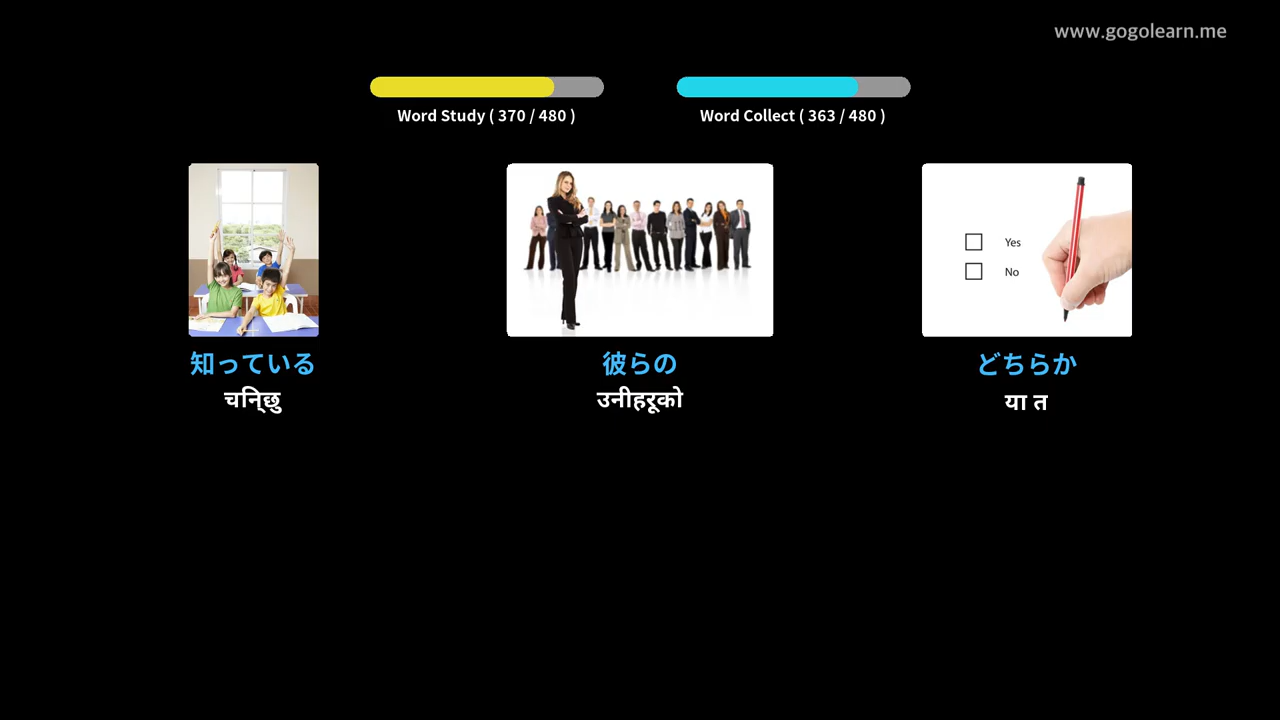 www.gogolearn.me
Word Study ( 370 / 480 )
Word Collect ( 363 / 480 )
Yes
No
知っている
彼らの
どちらか
चनि्छु
उनीहरूको
या त